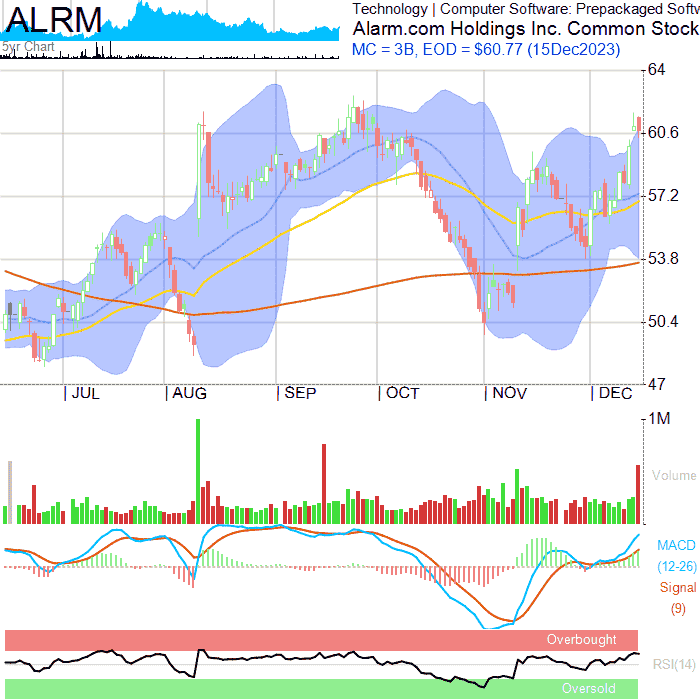 ALRM
5yr Chart
Technology | Computer Software: Prepackaged Softw
Alarm.com Holdings Inc. Common Stock
MC = 3B, EOD = $60.77 (15Dec2023)
64
60.6
57.2
53.8
50.4
47
JUL
AUG
SEP
OCT
NOV
DEC
1M
Volume
MACD
(12-26)
Signal
(9)
Overbought
RSI(14)
Oversold